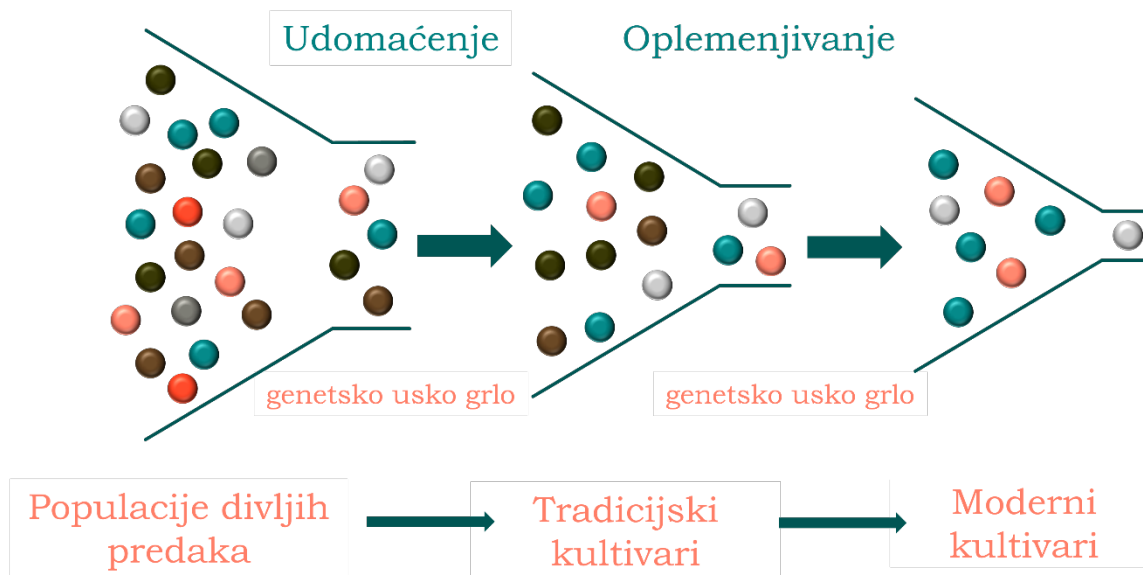 Udomaćenje
Oplemenjivanje
genetsko usko grlo
genetsko usko grlo
Populacije divljih
predaka
Tradicijski
kultivari
Moderni
kultivari